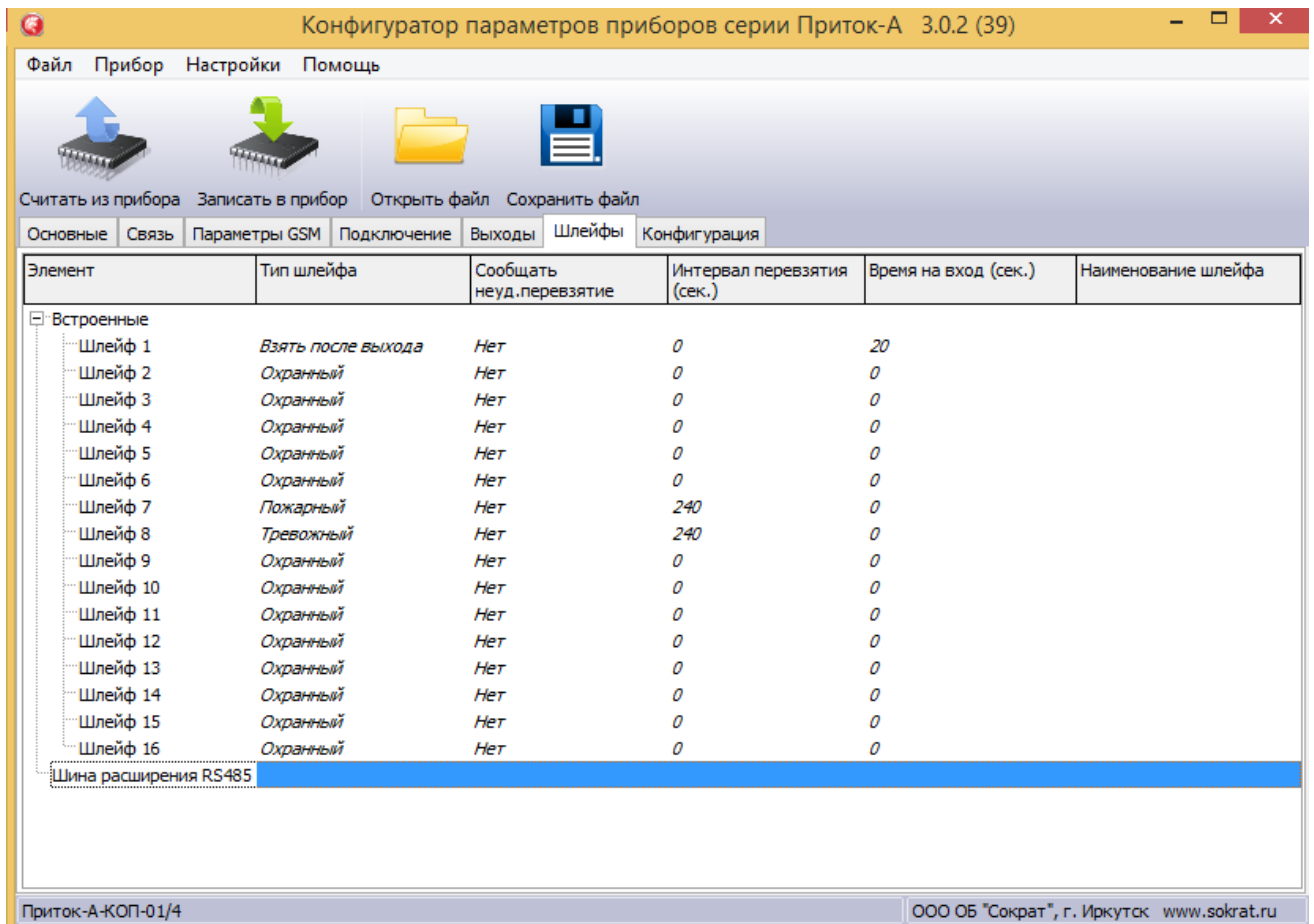 Конфигуратор параметров приборов серии Приток-А 3.0.2 (39)
Файл Прибор Настройки Помощь
Считать из прибора Записать в прибор Открыть файл Сохранить файл
Основные Связь Параметры GSM Подключение Выходы Шлейфы Конфигурация
Элемент Тип шлейфа Сообщать неуд.перевзятие Интервал перевзятия (сек.) Время на вход (сек.) Наименование шлейфа
Встроенные
Шлейф 1 Взять после выхода Нет 0 20
Шлейф 2 Охранный Нет 0 0
Шлейф 3 Охранный Нет 0 0
Шлейф 4 Охранный Нет 0 0
Шлейф 5 Охранный Нет 0 0
Шлейф 6 Охранный Нет 0 0
Шлейф 7 Пожарный Нет 240 0
Шлейф 8 Тревожный Нет 240 0
Шлейф 9 Охранный Нет 0 0
Шлейф 10 Охранный Нет 0 0
Шлейф 11 Охранный Нет 0 0
Шлейф 12 Охранный Нет 0 0
Шлейф 13 Охранный Нет 0 0
Шлейф 14 Охранный Нет 0 0
Шлейф 15 Охранный Нет 0 0
Шлейф 16 Охранный Нет 0 0
Шина расширения RS485
Приток-А-КОП-01/4 ООО ОБ "Сократ", г. Иркутск www.sokrat.ru